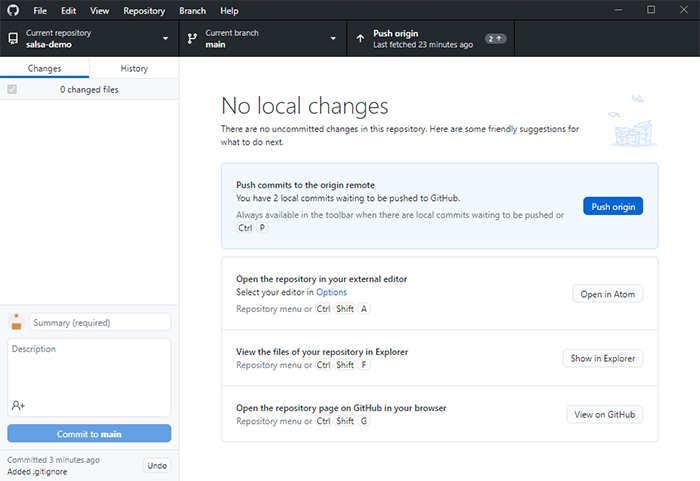 File Edit View Repository Branch Help
Current repository
salsa-demo
Current branch
main
Push origin
Last fetched 23 minutes ago
2
Changes History
0 changed files
No local changes
There are no uncommitted changes in this repository. Here are some friendly suggestions for
what to do next.
Push commits to the origin remote
You have 2 local commits waiting to be pushed to GitHub.
Always available in the toolbar when there are local commits waiting to be pushed or
Ctrl P
Push origin
Open the repository in your external editor
Select your editor in Options
Repository menu or Ctrl Shift A
Open in Atom
View the files of your repository in Explorer
Repository menu or Ctrl Shift F
Show in Explorer
Open the repository page on GitHub in your browser
Repository menu or Ctrl Shift G
View on GitHub
Summary (required)
Description
Commit to main
Committed 3 minutes ago
Added .gitignore
Undo